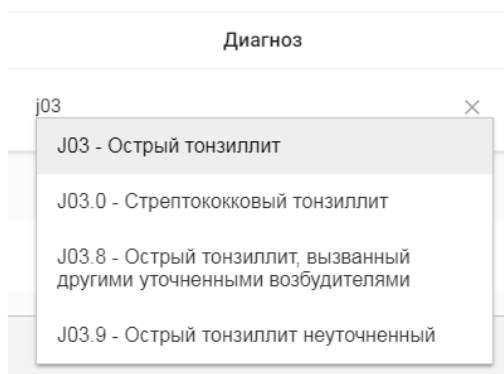 Диагноз
j03
J03 - Острый тонзиллит
J03.0 - Стрептококковый тонзиллит
J03.8 - Острый тонзиллит, вызванный
другими уточненными возбудителями
J03.9 - Острый тонзиллит неуточненный